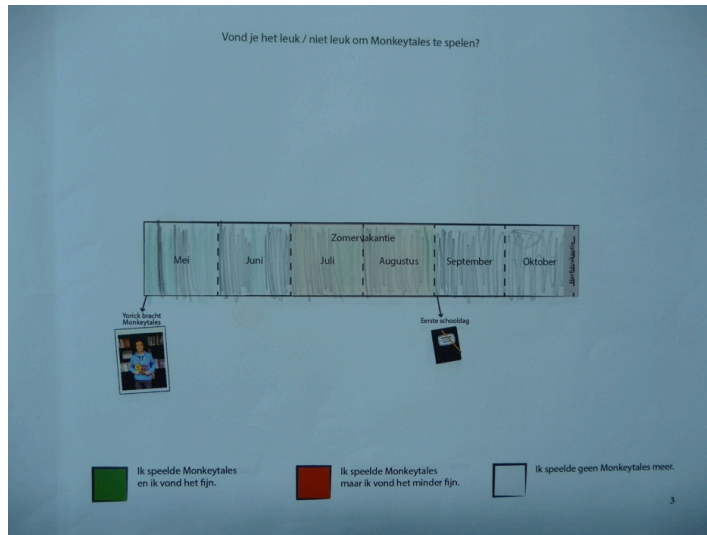 Vond je het leuk / niet leuk om Monkeytales te spelen?
Zomervakantie
Mei
Juni
Juli
Augustus
September
Oktober
Yorick bracht
Monkeytales
Eerste schooldag
Ik speelde Monkeytales
en ik vond het fijn.
Ik speelde Monkeytales
maar ik vond het minder fijn.
Ik speelde geen Monkeytales meer.
3